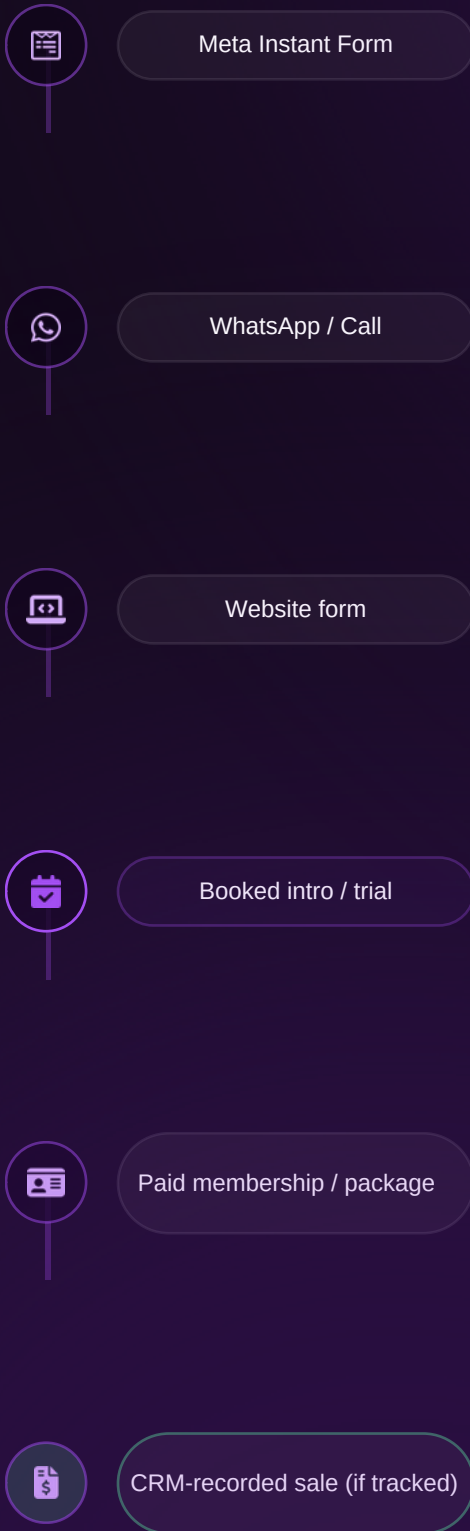 Meta Instant Form
WhatsApp / Call
Website form
Booked intro / trial
Paid membership / package
CRM-recorded sale (if tracked)